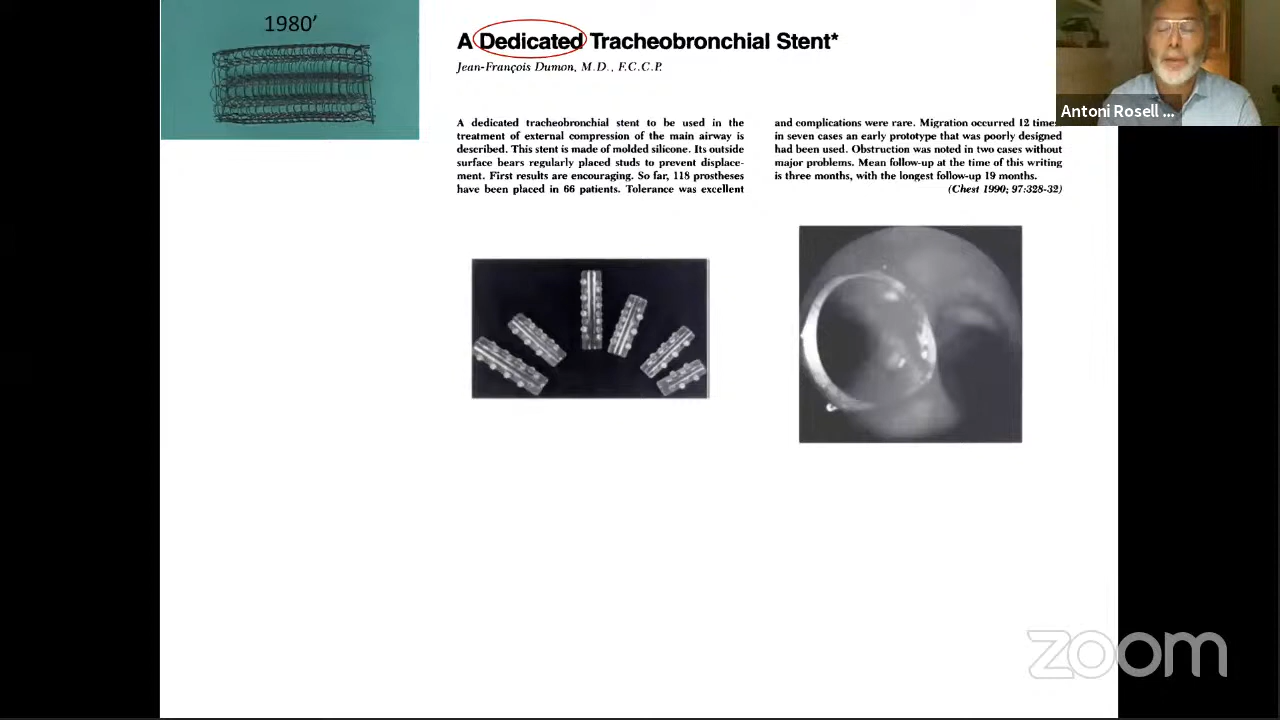 1980’
A Dedicated Tracheobronchial Stent*
Jean-François Dumon, M.D., F.C.C.P.
A dedicated tracheobronchial stent to be used in the
treatment of external compression of the main airway is
described. This stent is made of molded silicone. Its outside
surface bears regularly placed studs to prevent displace-
ment. First results are encouraging. So far, 118 prostheses
have been placed in 66 patients. Tolerance was excellent
and complications were rare. Migration occurred 12 times
in seven cases an early prototype that was poorly designed
had been used. Obstruction was noted in two cases without
major problems. Mean follow-up at the time of this writing
is three months, with the longest follow-up 19 months.
(Chest 1990; 97:328-32)
Antoni Rosell ...
zoom